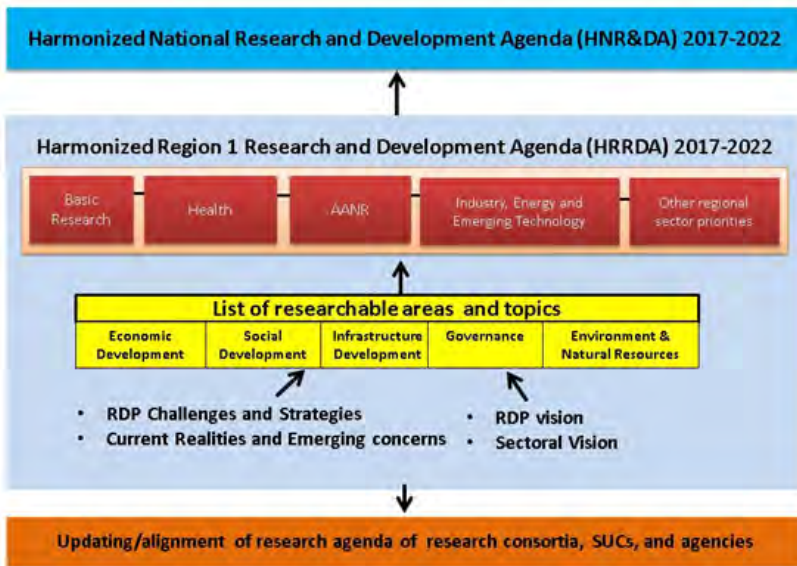 Harmonized National Research and Development Agenda (HNR&DA) 2017-2022
Harmonized Region 1 Research and Development Agenda (HRRDA) 2017-2022
Basic
Research
Health
AANR
Industry, Energy and
Emerging Technology
Other regional
sector priorities
List of researchable areas and topics
Economic
Development
Social
Development
Infrastructure
Development
Governance
Environment &
Natural Resources
• RDP Challenges and Strategies
• Current Realities and Emerging concerns
• RDP vision
• Sectoral Vision
Updating/alignment of research agenda of research consortia, SUCs, and agencies